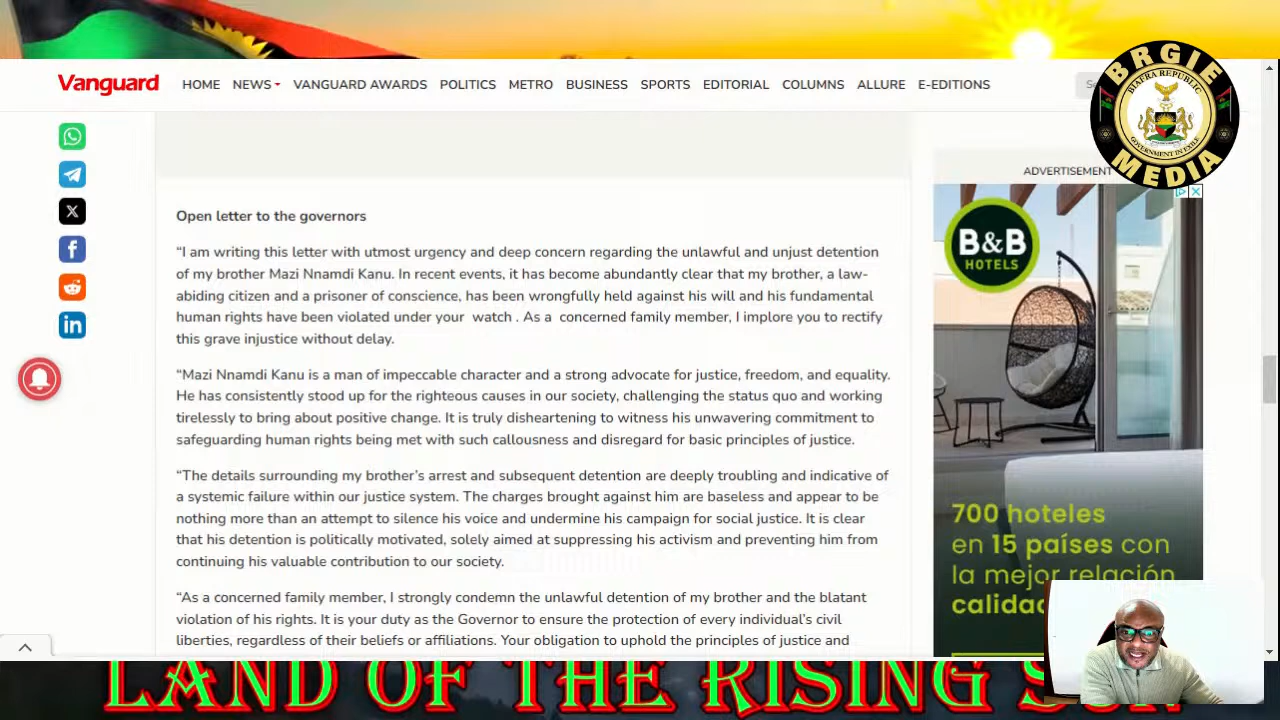 Vanguard
HOME NEWS VANGUARD AWARDS POLITICS METRO BUSINESS SPORTS EDITORIAL COLUMNS ALLURE E-EDITIONS
BRGIE
BIAFRA REPUBLIC
GOVERNMENT IN EXILE
MEDIA
ADVERTISEMENT
Open letter to the governors
“I am writing this letter with utmost urgency and deep concern regarding the unlawful and unjust detention
of my brother Mazi Nnamdi Kanu. In recent events, it has become abundantly clear that my brother, a law-
abiding citizen and a prisoner of conscience, has been wrongfully held against his will and his fundamental
human rights have been violated under your watch . As a concerned family member, I implore you to rectify
this grave injustice without delay.
“Mazi Nnamdi Kanu is a man of impeccable character and a strong advocate for justice, freedom, and equality.
He has consistently stood up for the righteous causes in our society, challenging the status quo and working
tirelessly to bring about positive change. It is truly disheartening to witness his unwavering commitment to
safeguarding human rights being met with such callousness and disregard for basic principles of justice.
“The details surrounding my brother’s arrest and subsequent detention are deeply troubling and indicative of
a systemic failure within our justice system. The charges brought against him are baseless and appear to be
nothing more than an attempt to silence his voice and undermine his campaign for social justice. It is clear
that his detention is politically motivated, solely aimed at suppressing his activism and preventing him from
continuing his valuable contribution to our society.
“As a concerned family member, I strongly condemn the unlawful detention of my brother and the blatant
violation of his rights. It is your duty as the Governor to ensure the protection of every individual’s civil
liberties, regardless of their beliefs or affiliations. Your obligation to uphold the principles of justice and
B&B
HOTELS
700 hoteles
en 15 países con
la mejor relación
LAND OF THE RISING